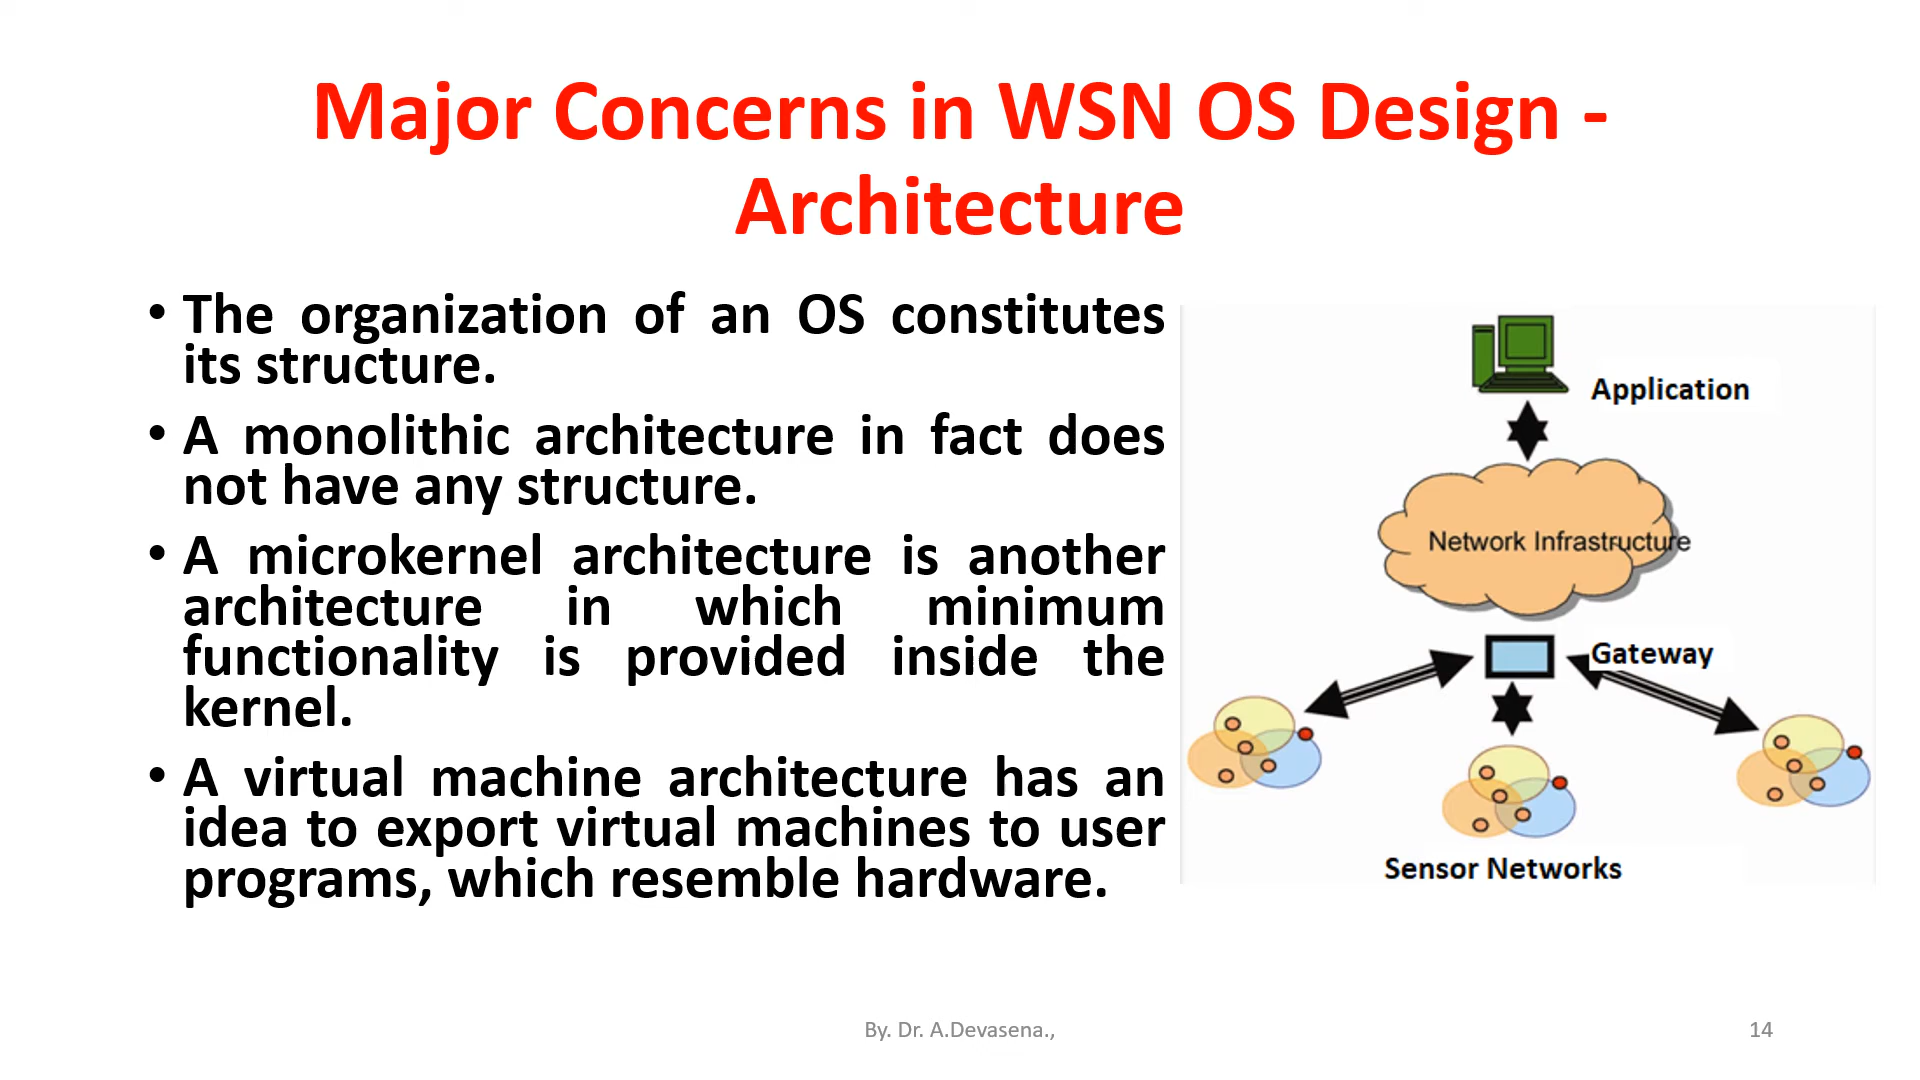 Major Concerns in WSN OS Design -
Architecture
• The organization of an OS constitutes
its structure.
• A monolithic architecture in fact does
not have any structure.
• A microkernel architecture is another
architecture in which minimum
functionality is provided inside the
kernel.
• A virtual machine architecture has an
idea to export virtual machines to user
programs, which resemble hardware.
Application
Network Infrastructure
Gateway
Sensor Networks
By. Dr. A.Devasena.,
14